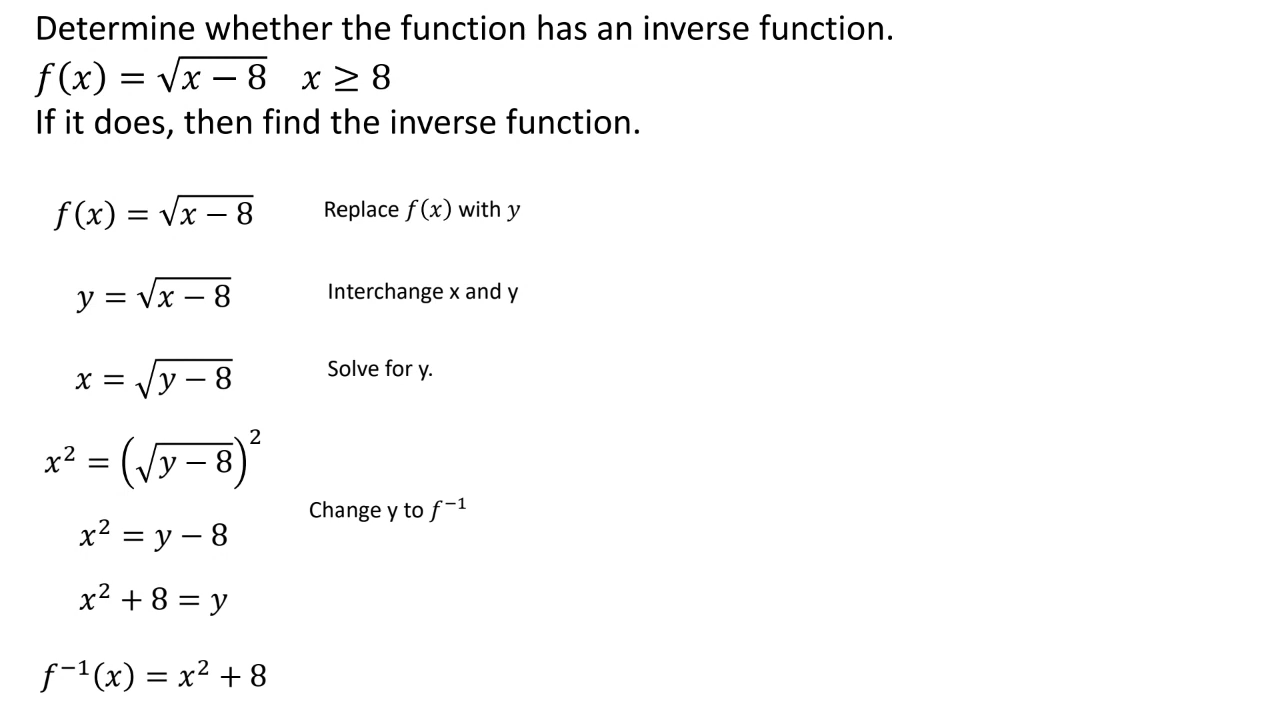 Determine whether the function has an inverse function.
f(x) = √(x − 8)   x ≥ 8
If it does, then find the inverse function.
f(x) = √(x − 8)   Replace f(x) with y
y = √(x − 8)   Interchange x and y
x = √(y − 8)   Solve for y.
x² = (√(y − 8))²
Change y to f⁻¹
x² = y − 8
x² + 8 = y
f⁻¹(x) = x² + 8